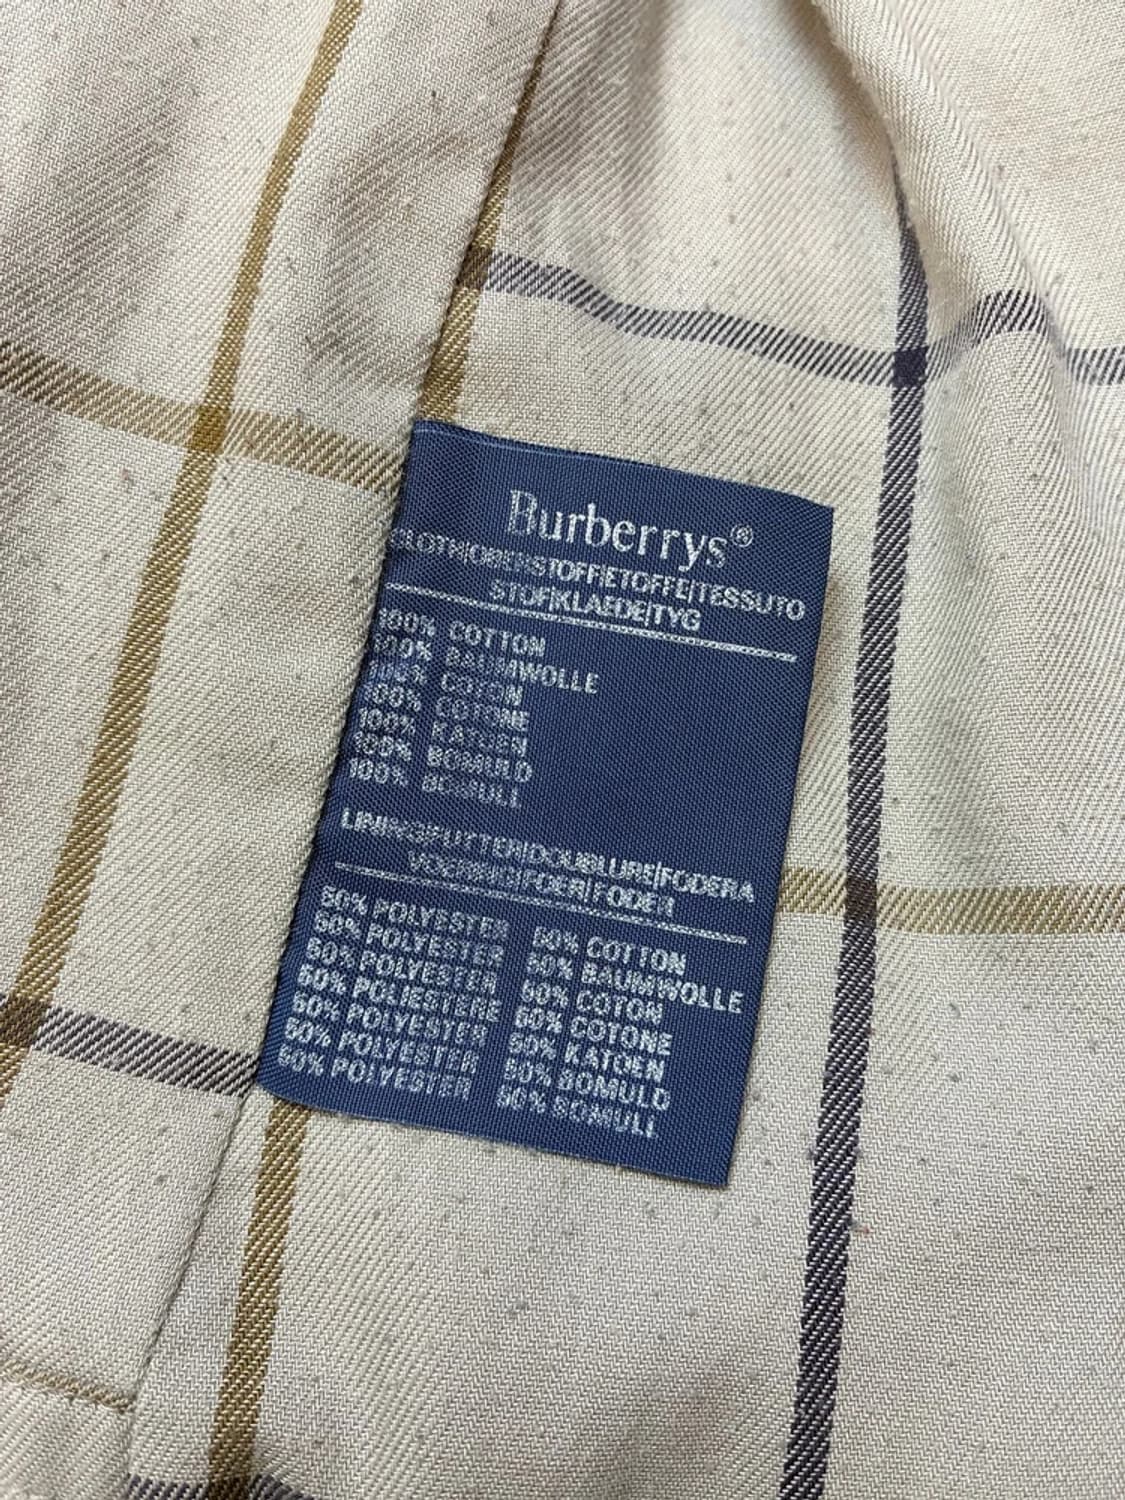 Burberrys®
CLOTH|OBERSTOFF|ETOFFE|TESSUTO
STOF|KLAEDE|TYG
100% COTTON
100% BAUMWOLLE
100% COTON
100% COTONE
100% KATOEN
100% BOMULD
100% BOMULL
LINING|FUTTER|DOUBLURE|FODERA
VOERING|FOER|FODER
50% POLYESTER 50% COTTON
50% POLYESTER 50% BAUMWOLLE
50% POLYESTER 50% COTON
50% POLIESTERE 50% COTONE
50% POLYESTER 50% KATOEN
50% POLYESTER 50% BOMULD
50% POLYESTER 50% BOMULL